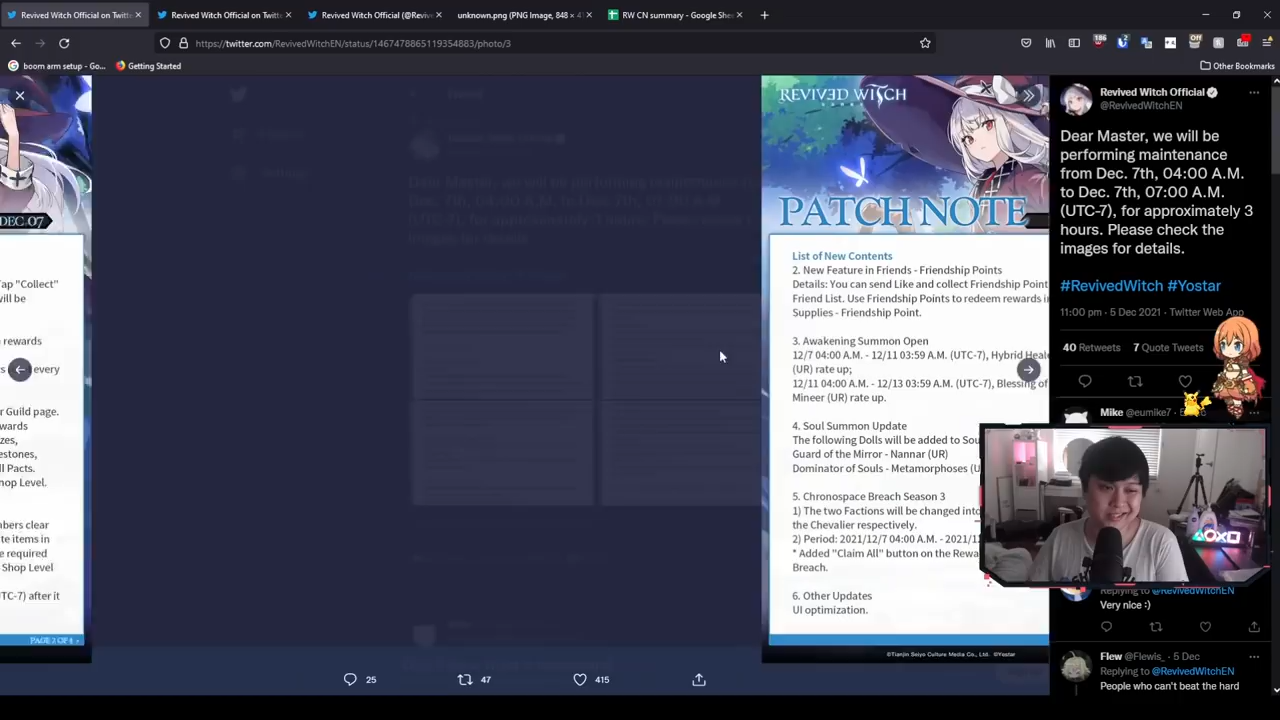 Revived Witch Official on Twitt
Revived Witch Official on Twitt
Revived Witch Official (@Revive
unknown.png (PNG Image, 848 × 4
RW CN summary - Google She
https://twitter.com/RevivedWitchEN/status/1467478865119354883/photo/3
186
2
Off
boom arm setup - Go...
Getting Started
Other Bookmarks
DEC.07
Tap "Collect"
will be
rewards
every
r Guild page.
wards
zes,
estones,
ll Pacts.
hop Level.
mbers clear
te items in
e required
Shop Level
UTC-7) after it
REVIVED WITCH
PATCH NOTE
List of New Contents
2. New Feature in Friends - Friendship Points
Details: You can send Like and collect Friendship Point
Friend List. Use Friendship Points to redeem rewards i
Supplies - Friendship Point.
3. Awakening Summon Open
12/7 04:00 A.M. - 12/11 03:59 A.M. (UTC-7), Hybrid Heale
(UR) rate up;
12/11 04:00 A.M. - 12/13 03:59 A.M. (UTC-7), Blessing of
Mineer (UR) rate up.
4. Soul Summon Update
The following Dolls will be added to Sou
Guard of the Mirror - Nannar (UR)
Dominator of Souls - Metamorphoses (U
5. Chronospace Breach Season 3
1) The two Factions will be changed into
the Chevalier respectively.
2) Period: 2021/12/7 04:00 A.M. - 2021/1
* Added "Claim All" button on the Rewa
Breach.
6. Other Updates
UI optimization.
©Tianjin Seiyo Culture Media Co., Ltd. ©Yostar
25
47
415
Revived Witch Official
@RevivedWitchEN
Dear Master, we will be
performing maintenance
from Dec. 7th, 04:00 A.M.
to Dec. 7th, 07:00 A.M.
(UTC-7), for approximately 3
hours. Please check the
images for details.
#RevivedWitch #Yostar
11:00 pm · 5 Dec 2021 · Twitter Web App
40 Retweets 7 Quote Tweets
Mike @eumike7
Replying to @RevivedWitchEN
Very nice :)
Flew @Flewis_ · 5 Dec
Replying to @RevivedWitchEN
People who can't beat the hard